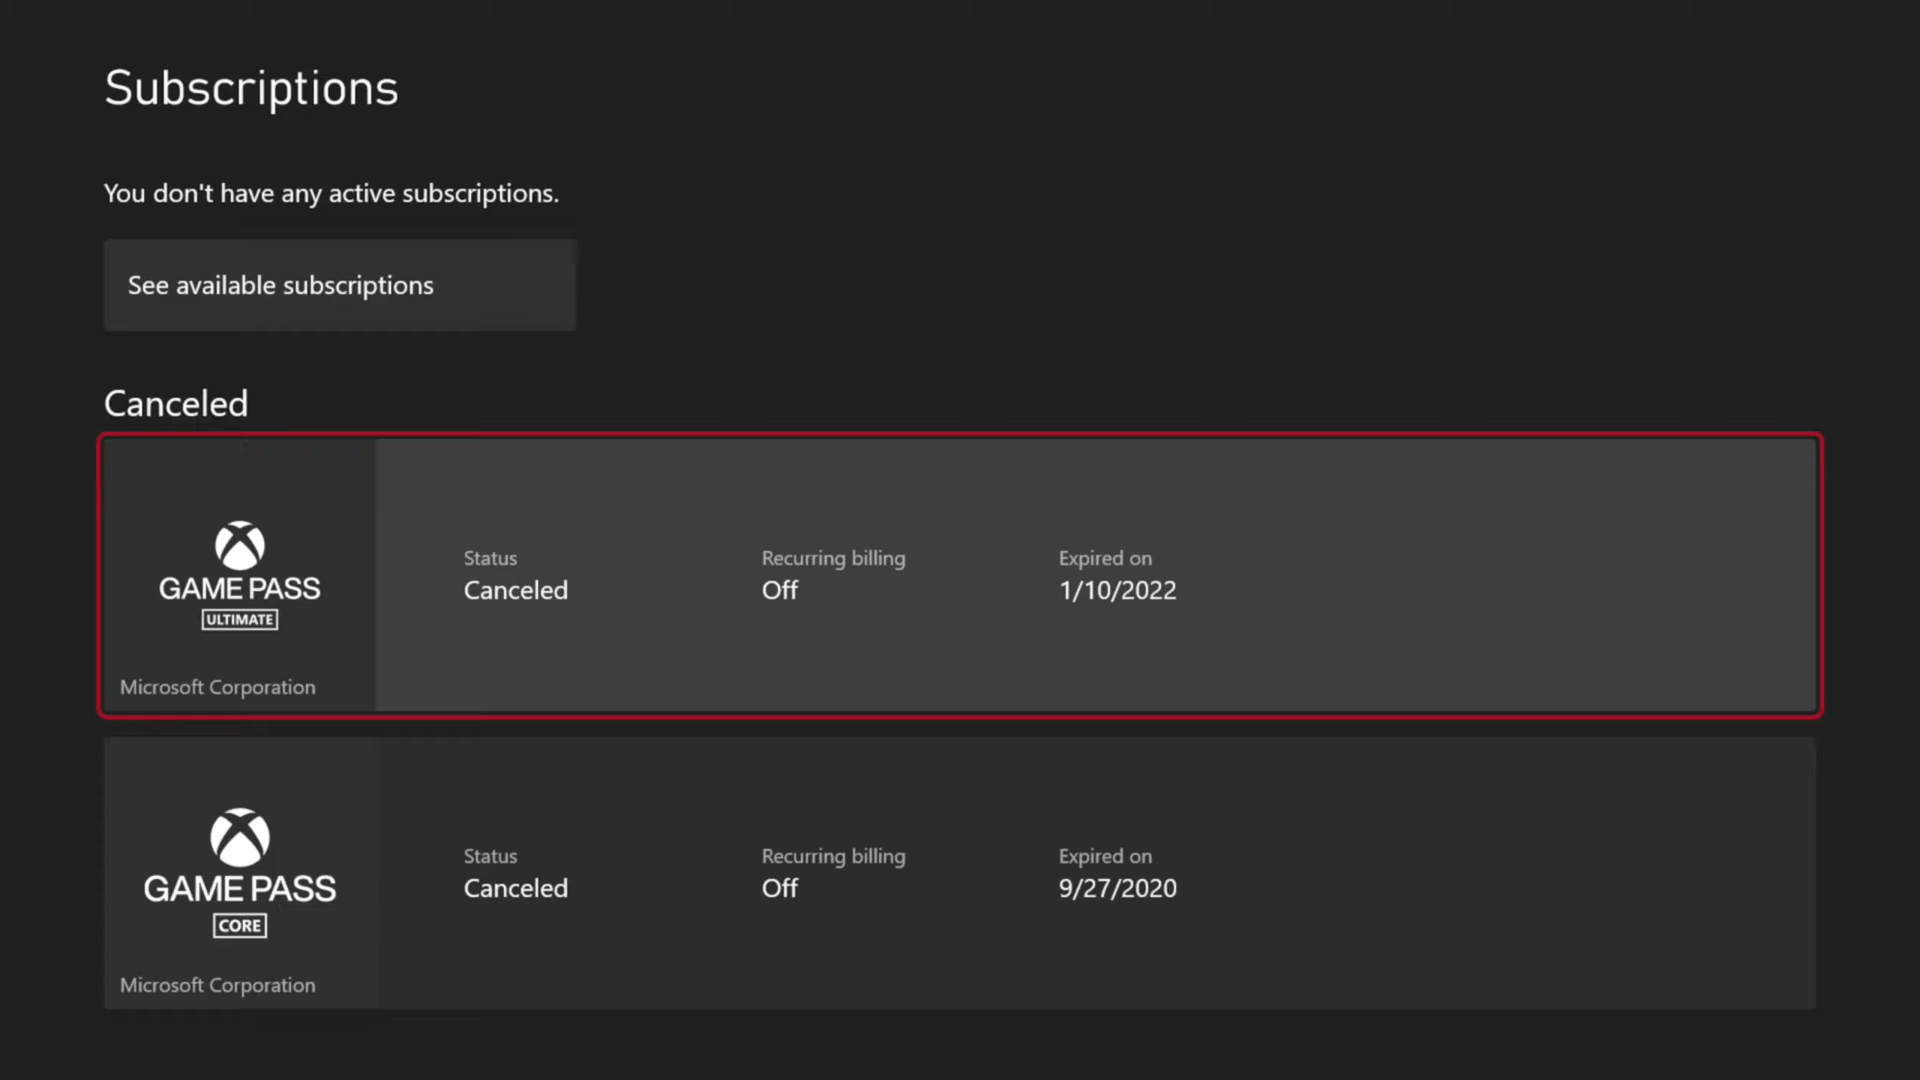 Subscriptions
You don't have any active subscriptions.
See available subscriptions
Canceled
GAME PASS
ULTIMATE
Microsoft Corporation
Status
Canceled
Recurring billing
Off
Expired on
1/10/2022
GAME PASS
CORE
Microsoft Corporation
Status
Canceled
Recurring billing
Off
Expired on
9/27/2020